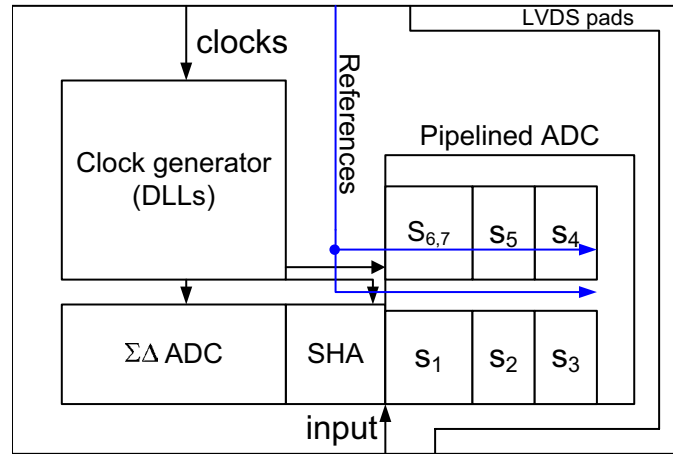 LVDS pads
clocks
References
Pipelined ADC
Clock generator
(DLLs)
S6,7
s5
s4
ΣΔ ADC
SHA
s1
s2
s3
input